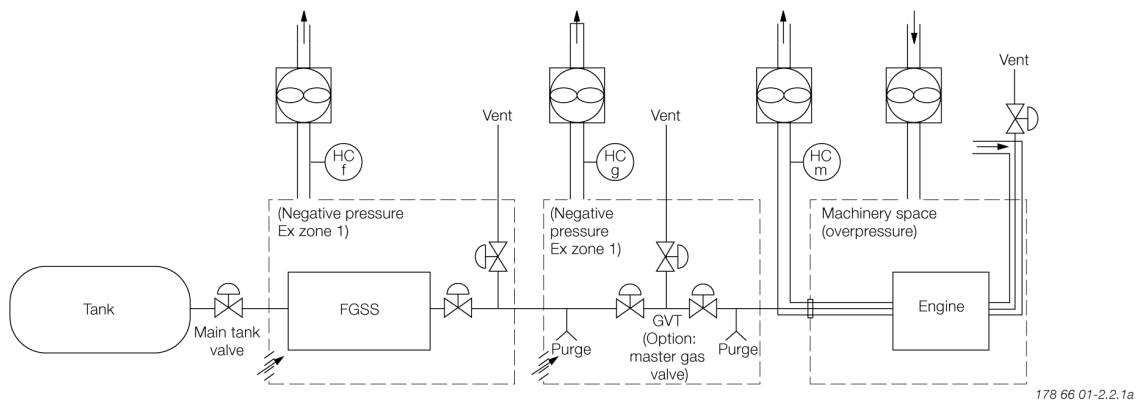 Vent
Vent
Vent
HC
f
HC
g
HC
m
(Negative pressure
Ex zone 1)
(Negative
pressure
Ex zone 1)
Machinery space
(overpressure)
Tank
Main tank
valve
FGSS
Purge
GVT
(Option:
master gas
valve)
Purge
Engine
178 66 01-2.2.1a